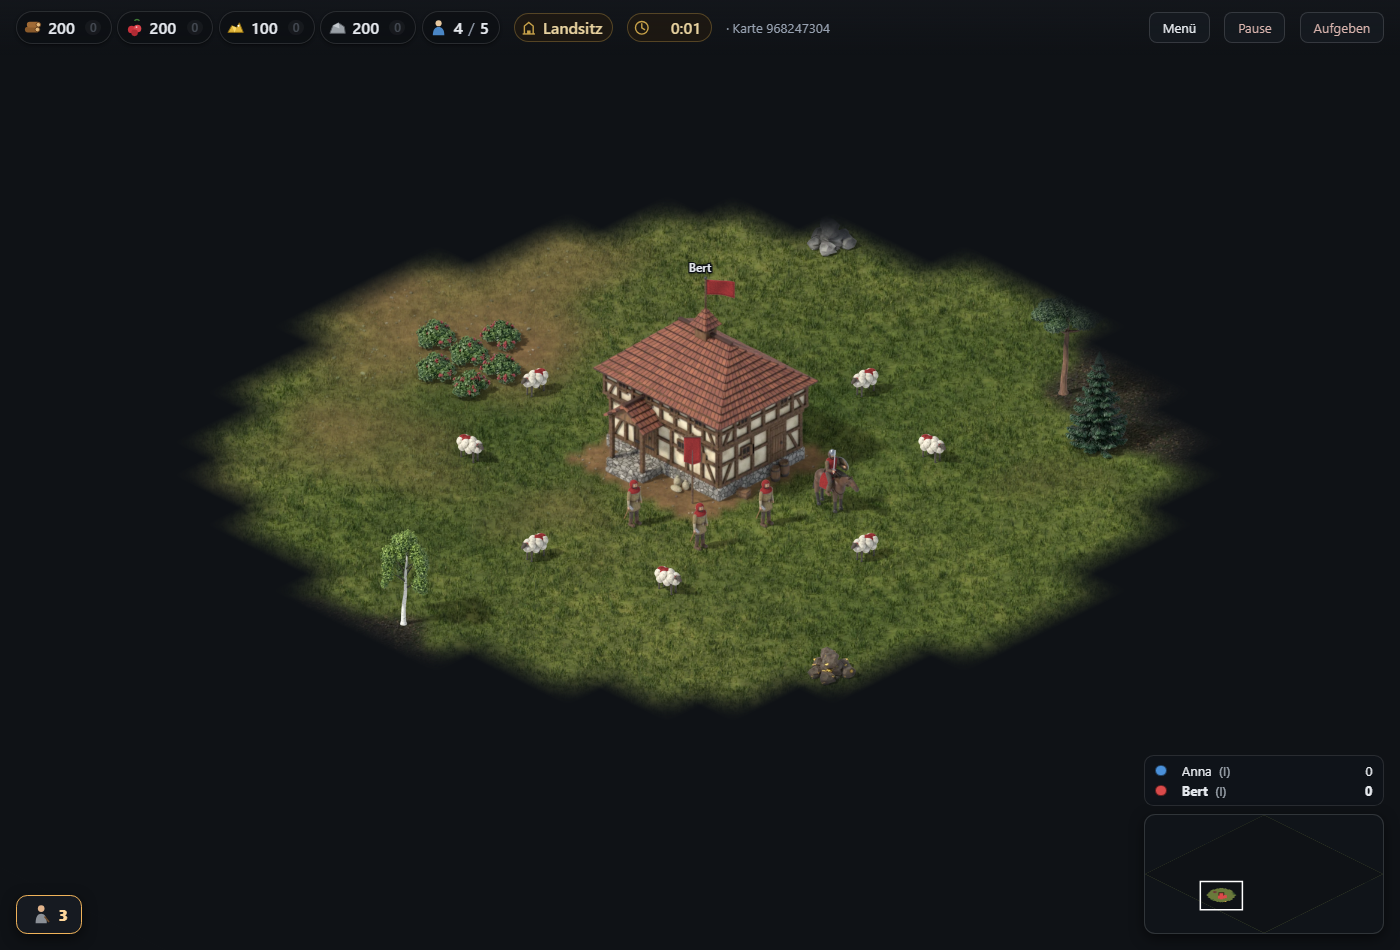 200 0 200 0 100 0 200 0 4 / 5 Landsitz 0:01 · Karte 968247304 Menü Pause Aufgeben
Bert
Anna (I) 0
Bert (I) 0
3